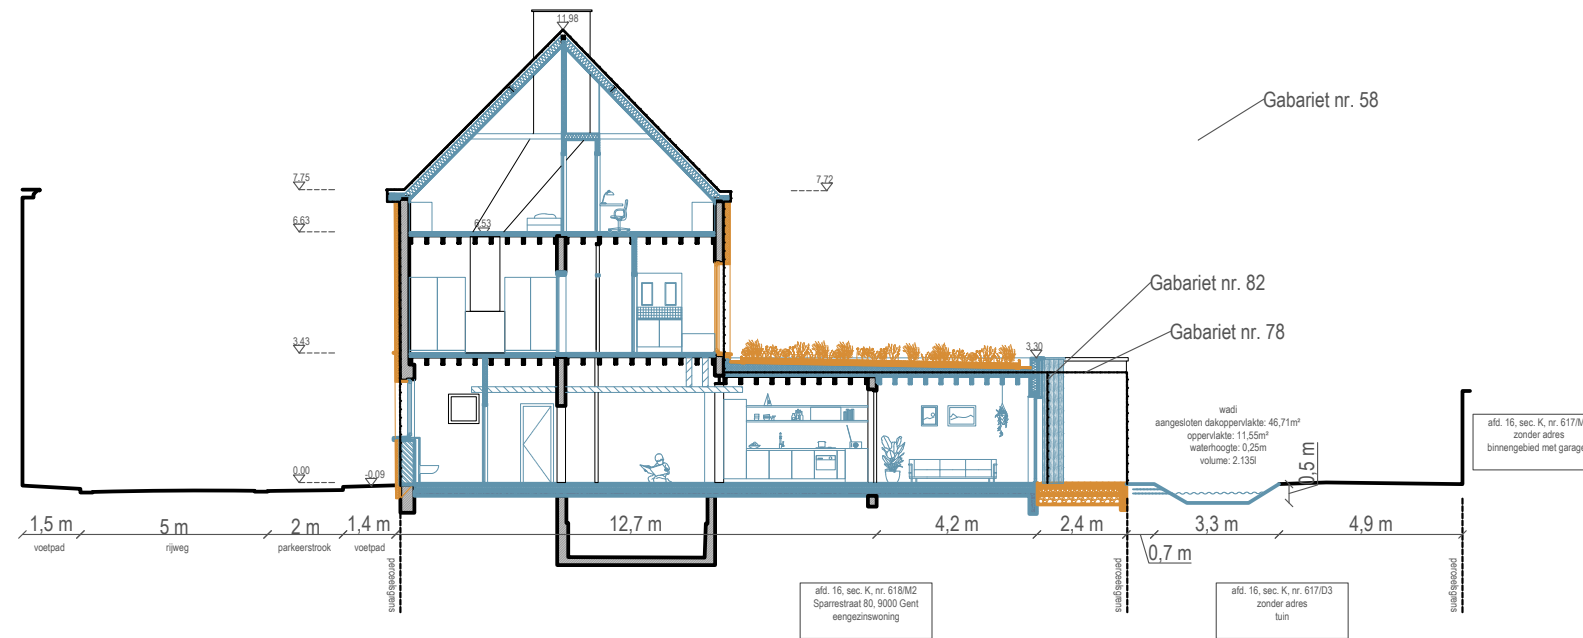 11.98
Gabariet nr. 58
7.75
7.72
6.63
6.53
Gabariet nr. 82
Gabariet nr. 78
3.43
3.30
wadi
aangesloten dakoppervlakte: 46,71m²
oppervlakte: 11,55m²
waterhoogte: 0,25m
volume: 2.135l
afd. 16, sec. K, nr. 617/M
zonder adres
binnengebied met garage
0.00
-0.09
0,5 m
1,5 m
5 m
2 m
1,4 m
12,7 m
4,2 m
2,4 m
3,3 m
4,9 m
voetpad
rijweg
parkeerstrook
voetpad
0,7 m
perceelsgrens
perceelsgrens
perceelsgrens
afd. 16, sec. K, nr. 618/M2
Sparrestraat 80, 9000 Gent
eengezinswoning
afd. 16, sec. K, nr. 617/D3
zonder adres
tuin